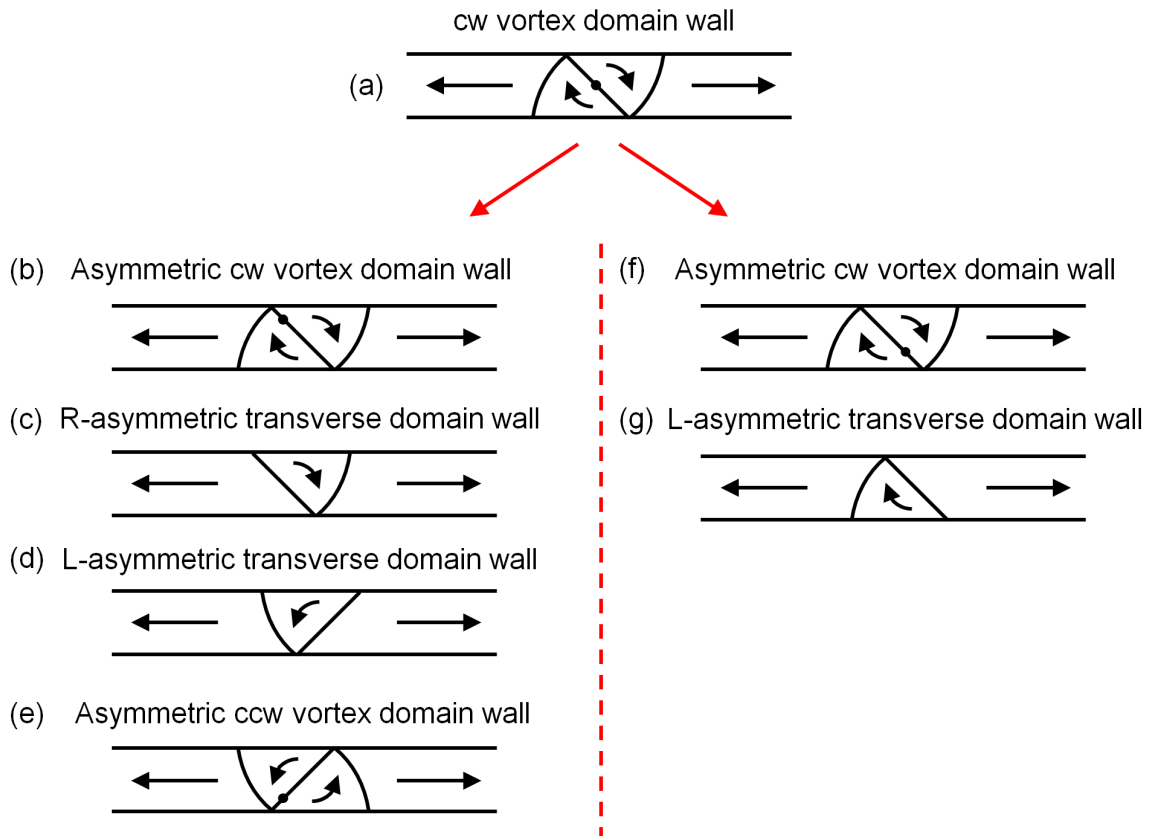 cw vortex domain wall
(a)
(b) Asymmetric cw vortex domain wall
(c) R-asymmetric transverse domain wall
(d) L-asymmetric transverse domain wall
(e) Asymmetric ccw vortex domain wall
(f) Asymmetric cw vortex domain wall
(g) L-asymmetric transverse domain wall